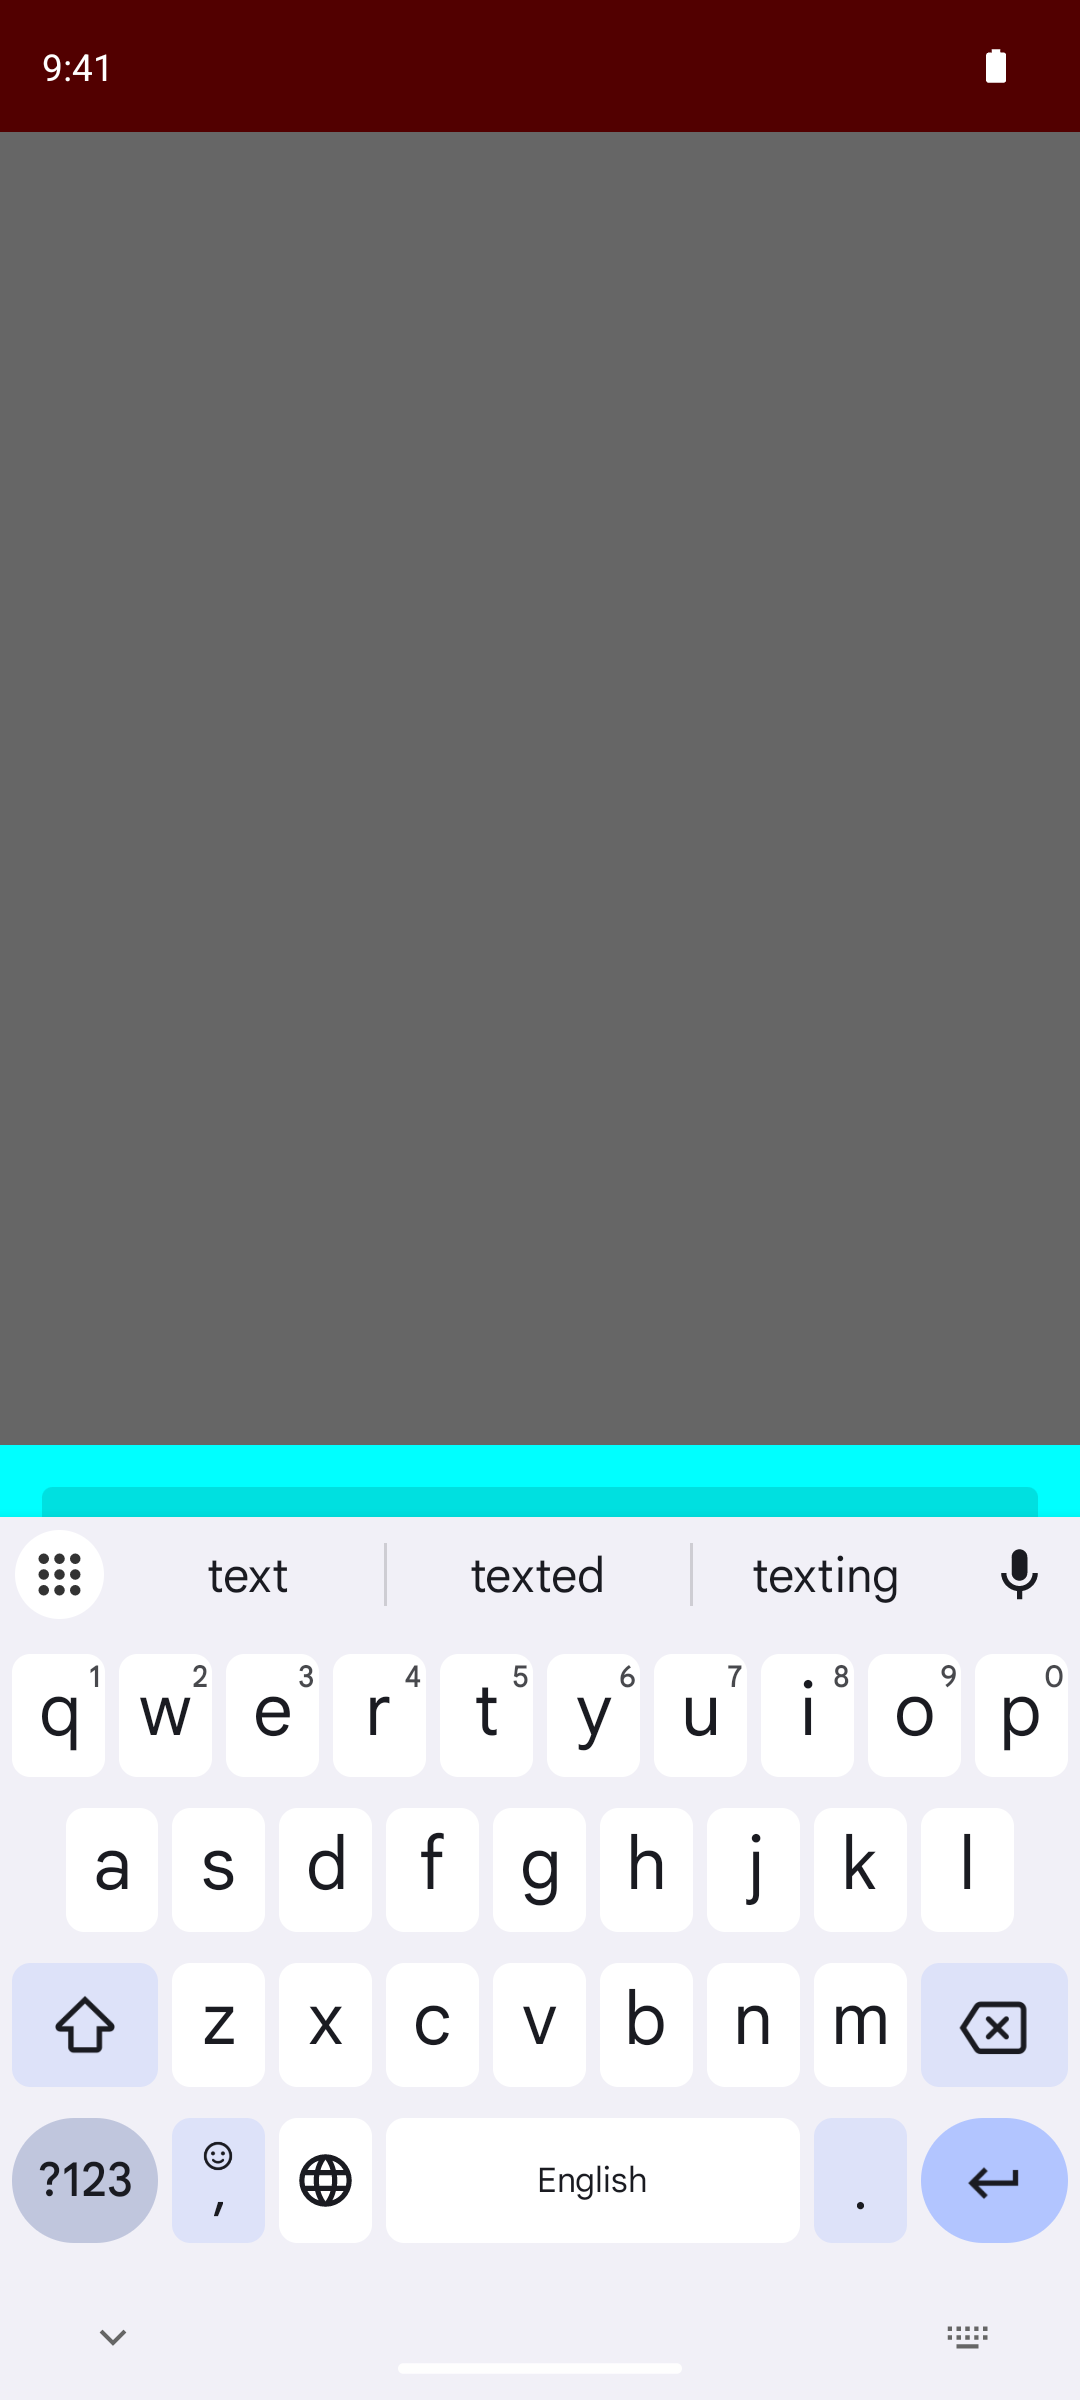 9:41
text texted texting
q1 w2 e3 r4 t5 y6 u7 i8 o9 p0
a s d f g h j k l
z x c v b n m
?123 , English .